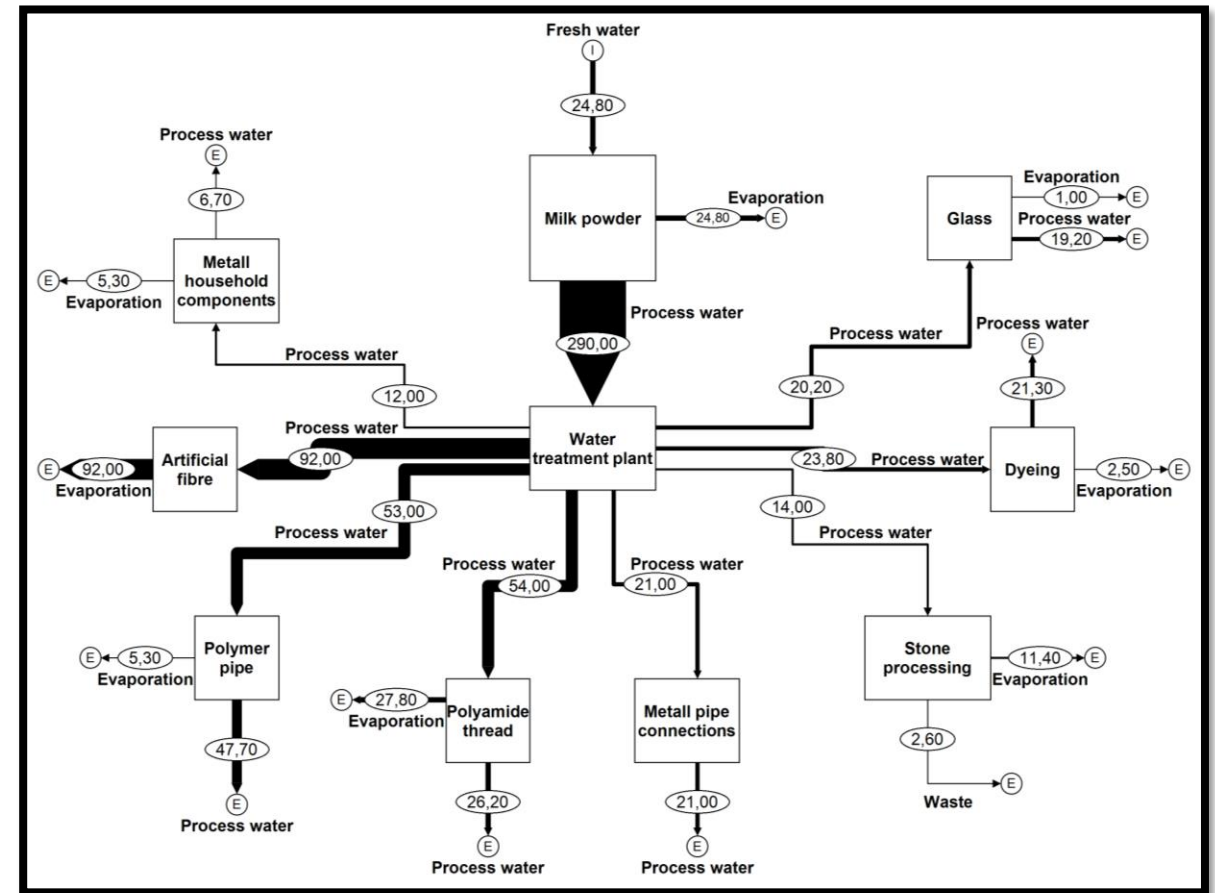 Fresh water
I
24,80
Milk powder
Evaporation
24,80
E
Process water
290,00
Process water
E
6,70
Metall
household
components
E
5,30
Evaporation
Process water
12,00
Glass
Evaporation
1,00
E
Process water
19,20
E
Process water
20,20
Process water
E
21,30
Dyeing
2,50
E
Evaporation
23,80
Process water
Water
treatment plant
Process water
92,00
Artificial
fibre
E
92,00
Evaporation
53,00
Process water
Polymer
pipe
E
5,30
Evaporation
47,70
E
Process water
Process water
54,00
Polyamide
thread
E
27,80
Evaporation
26,20
E
Process water
Process water
21,00
Metall pipe
connections
21,00
E
Process water
14,00
Process water
Stone
processing
11,40
E
Evaporation
2,60
E
Waste